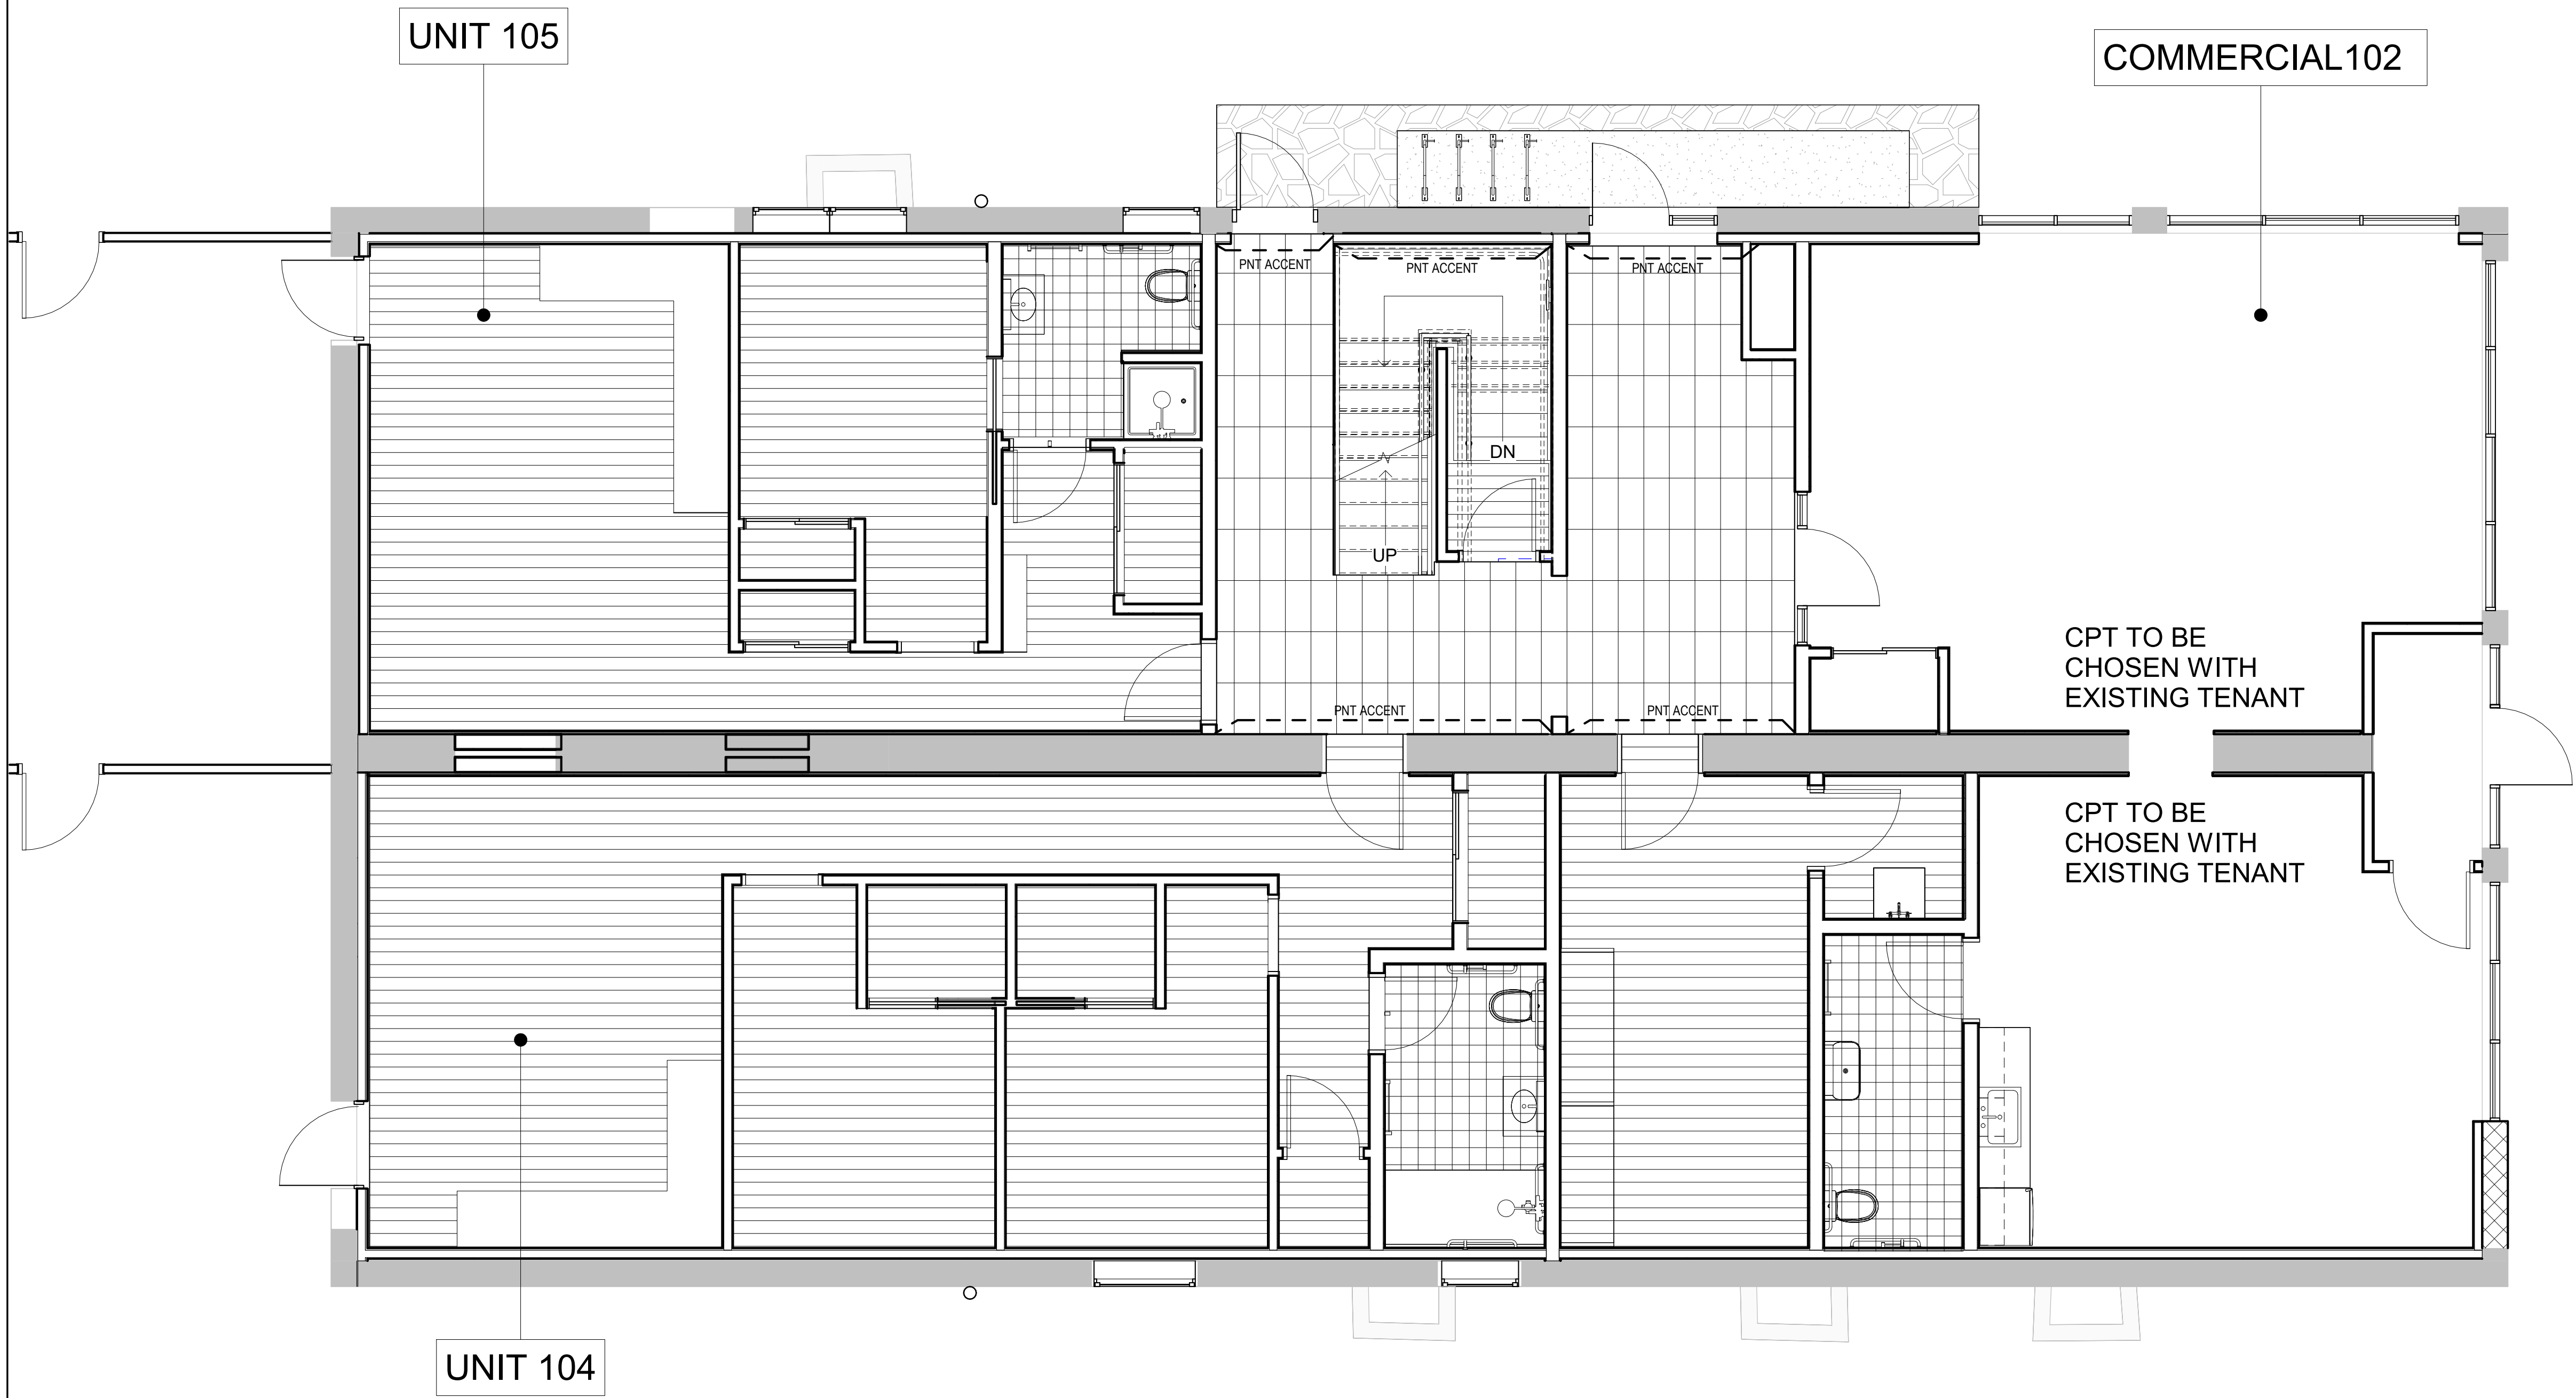 UNIT 105
COMMERCIAL102
PNT ACCENT
PNT ACCENT
PNT ACCENT
DN
UP
CPT TO BE
CHOSEN WITH
EXISTING TENANT
PNT ACCENT
PNT ACCENT
CPT TO BE
CHOSEN WITH
EXISTING TENANT
UNIT 104